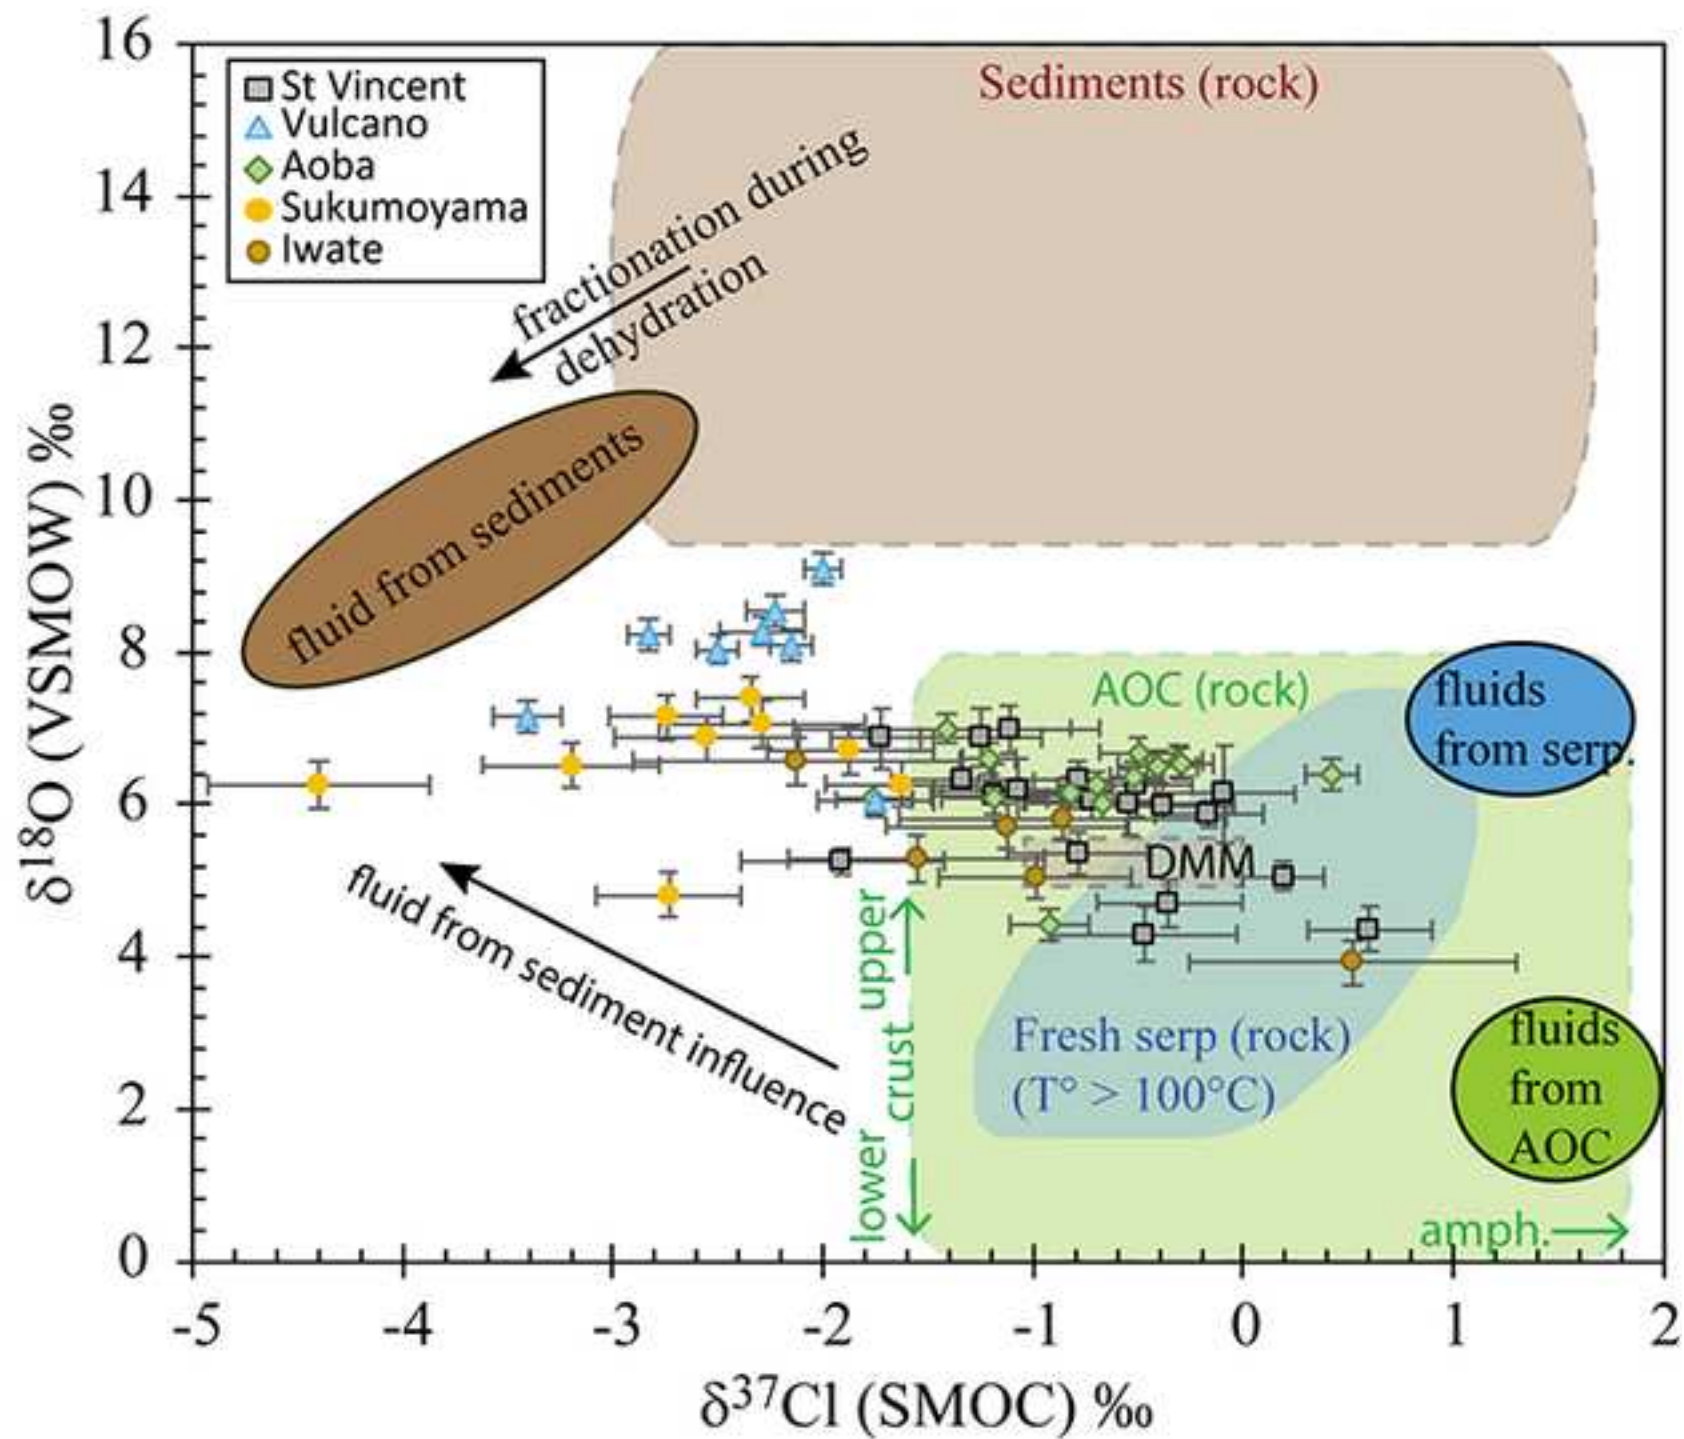 16
14
12
10
8
6
4
2
0
-5
-4
-3
-2
-1
0
1
2
δ¹⁸O (VSMOW) ‰
δ³⁷Cl (SMOC) ‰
St Vincent
Vulcano
Aoba
Sukumoyama
Iwate
Sediments (rock)
fractionation during
dehydration
fluid from sediments
AOC (rock)
fluids
from serp.
DMM
fluid from sediment influence
lower crust upper
Fresh serp (rock)
(T° > 100°C)
fluids
from
AOC
amph.